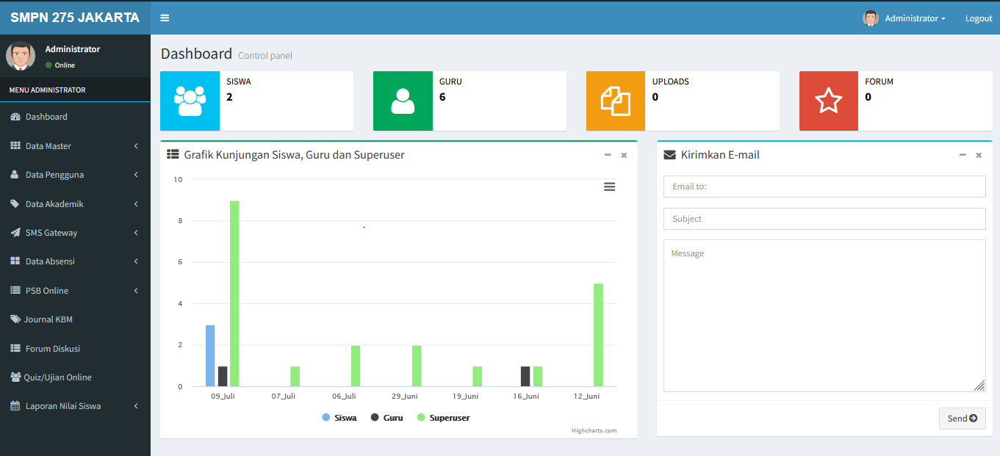 SMPN 275 JAKARTA
Administrator
Logout
Administrator
Online
MENU ADMINISTRATOR
Dashboard
Data Master
Data Pengguna
Data Akademik
SMS Gateway
Data Absensi
PSB Online
Journal KBM
Forum Diskusi
Quiz/Ujian Online
Laporan Nilai Siswa
Dashboard Control panel
SISWA
2
GURU
6
UPLOADS
0
FORUM
0
Grafik Kunjungan Siswa, Guru dan Superuser
10
8
6
4
2
0
09_Juli 07_Juli 06_Juli 29_Juni 19_Juni 16_Juni 12_Juni
Siswa Guru Superuser
Highcharts.com
Kirimkan E-mail
Email to:
Subject
Message
Send